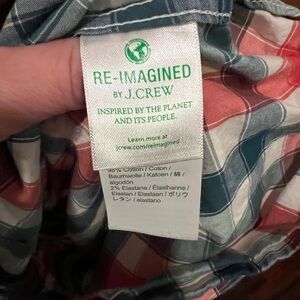 RE-IMAGINED
BY J.CREW
INSPIRED BY THE PLANET
AND ITS PEOPLE.
Learn more at
jcrew.com/reimagined
98% Cotton / Coton /
Baumwolle / Katoen / 綿 /
algodón
2% Elastane / Élasthanne /
Elastan / Elastaan / ポリウ
レタン / elastano